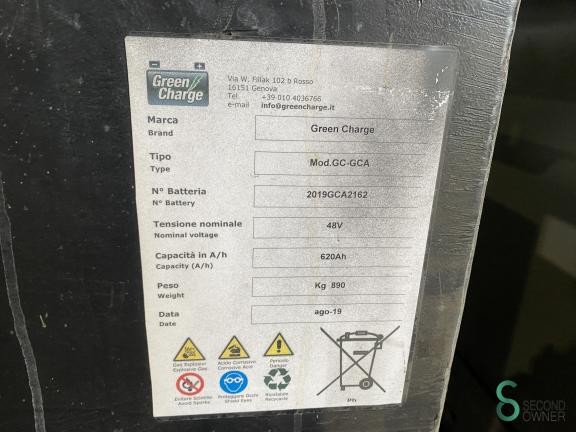 Green Charge
Via W. Fillak 102 b Rosso
16151 Genova
Tel. +39 010 4036766
e-mail info@greencharge.it
Marca
Brand
Green Charge
Tipo
Type
Mod.GC-GCA
N° Batteria
N° Battery
2019GCA2162
Tensione nominale
Nominal voltage
48V
Capacità in A/h
Capacity (A/h)
620Ah
Peso
Weight
Kg 890
Data
Date
ago-19
Gas Esplosivi
Explosive Gas
Acido Corrosivo
Corrosive Acid
Pericolo
Danger
Evitare Scintille
Avoid Sparks
Proteggere Occhi
Shield Eyes
Riciclabile
Recyclable
Pb
SECOND
OWNER